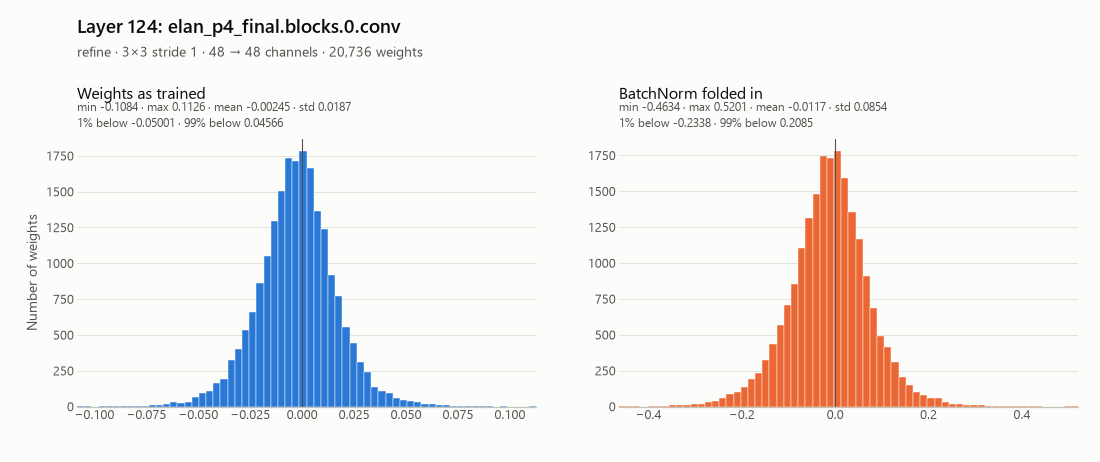 Layer 124: elan_p4_final.blocks.0.conv
refine · 3×3 stride 1 · 48 → 48 channels · 20,736 weights
Weights as trained
min -0.1084 · max 0.1126 · mean -0.00245 · std 0.0187
1% below -0.05001 · 99% below 0.04566
Number of weights
1750
1500
1250
1000
750
500
250
0
−0.100 −0.075 −0.050 −0.025 0.000 0.025 0.050 0.075 0.100
BatchNorm folded in
min -0.4634 · max 0.5201 · mean -0.0117 · std 0.0854
1% below -0.2338 · 99% below 0.2085
1750
1500
1250
1000
750
500
250
0
−0.4 −0.2 0.0 0.2 0.4